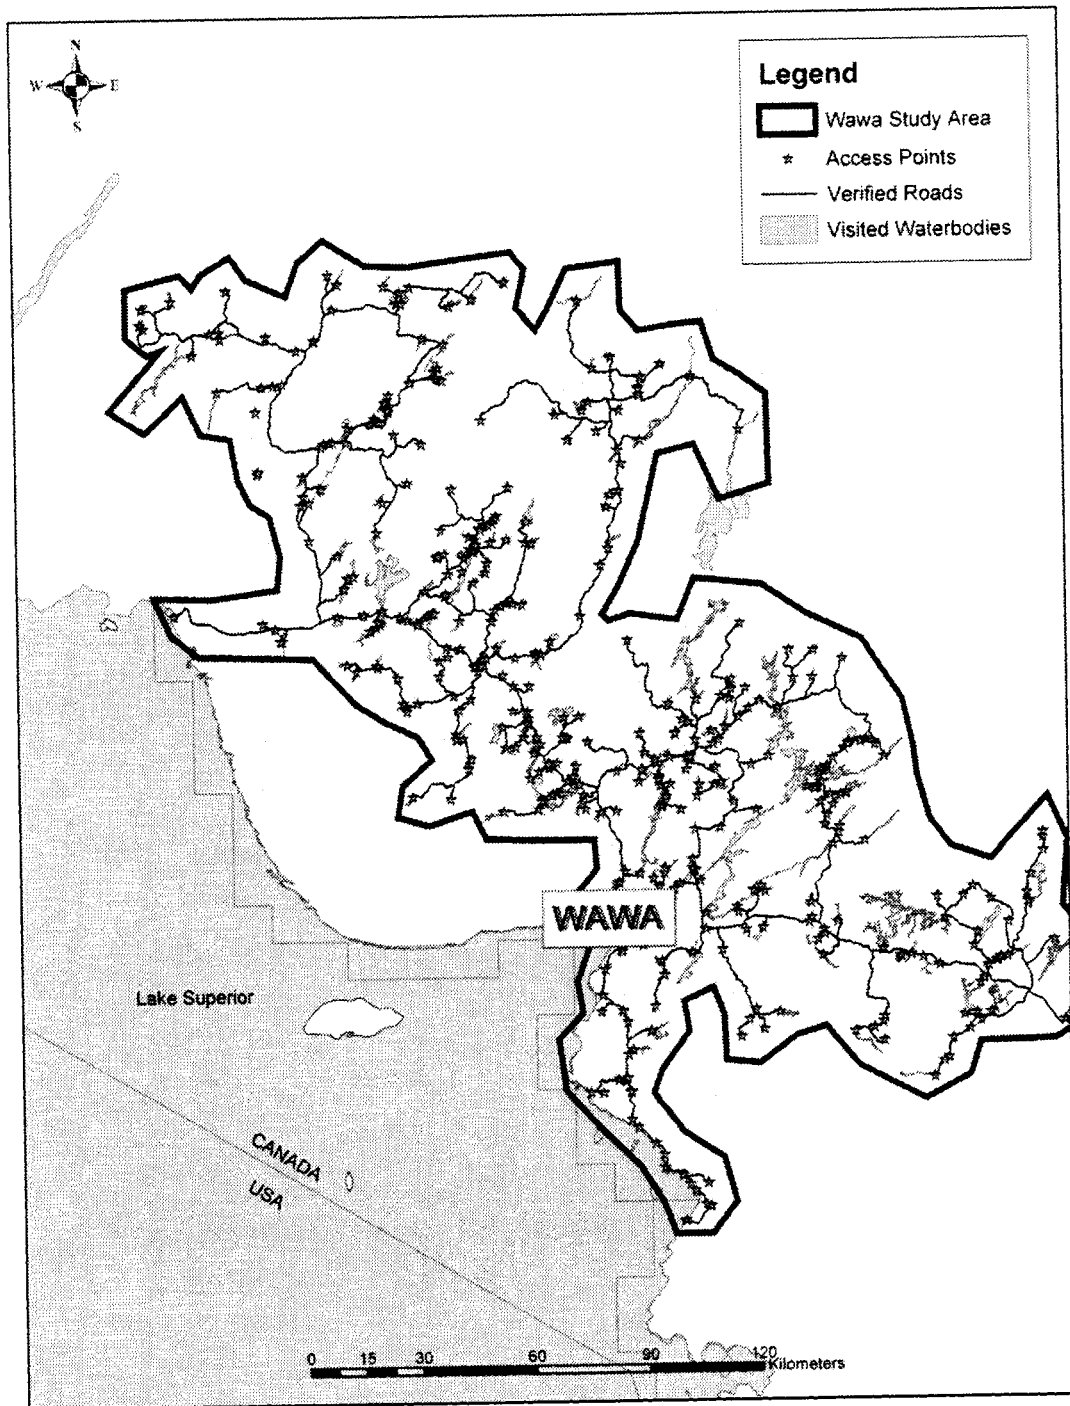 N
W E
S
Legend
Wawa Study Area
Access Points
Verified Roads
Visited Waterbodies
WAWA
Lake Superior
CANADA
USA
0 15 30 60 90 120
Kilometers